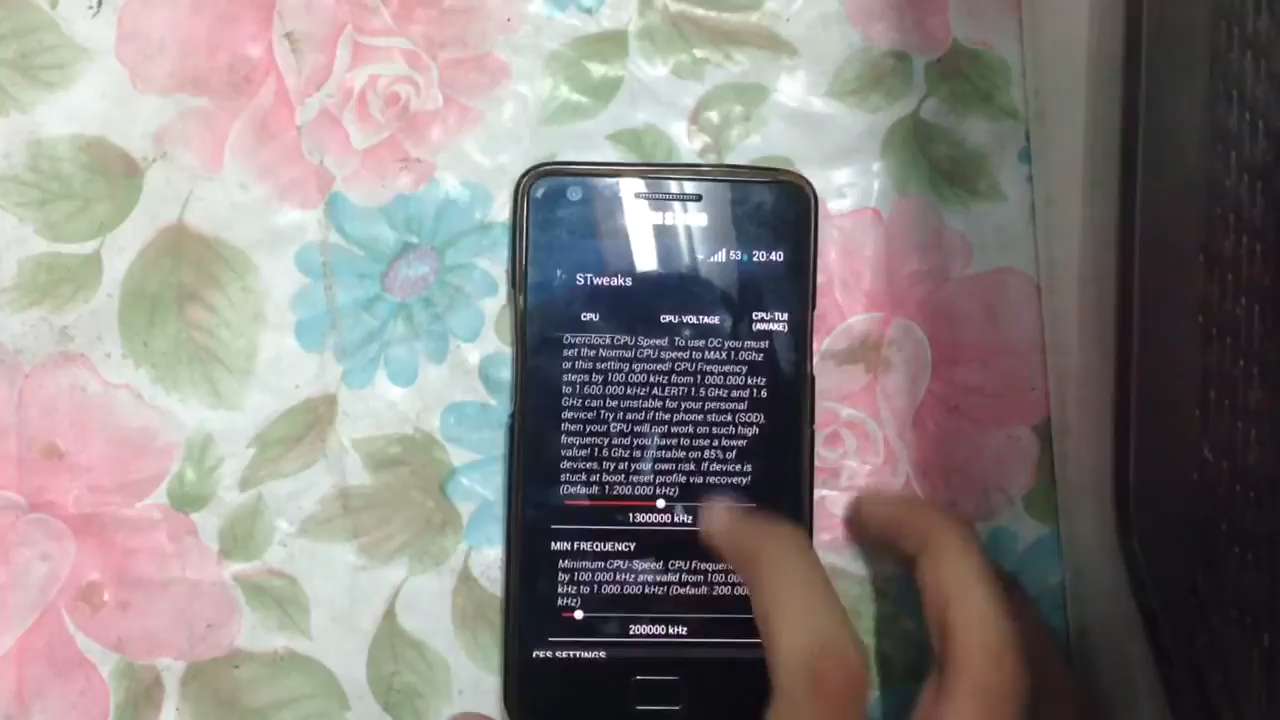 53 20:40
STweaks
CPU CPU-VOLTAGE CPU-TUI
(AWAKE)
Overclock CPU Speed. To use OC you must
set the Normal CPU speed to MAX 1.0Ghz
or this setting ignored! CPU Frequency
steps by 100.000 kHz from 1.000.000 kHz
to 1.600.000 kHz! ALERT! 1.5 GHz and 1.6
GHz can be unstable for your personal
device! Try it and if the phone stuck (SOD),
then your CPU will not work on such high
frequency and you have to use a lower
value! 1.6 Ghz is unstable on 85% of
devices, try at your own risk. If device is
stuck at boot, reset profile via recovery!
(Default: 1.200.000 kHz)
1300000 kHz
MIN FREQUENCY
Minimum CPU-Speed. CPU Frequen
by 100.000 kHz are valid from 100.00
kHz to 1.000.000 kHz! (Default: 200.00
kHz)
200000 kHz
SETTINGS